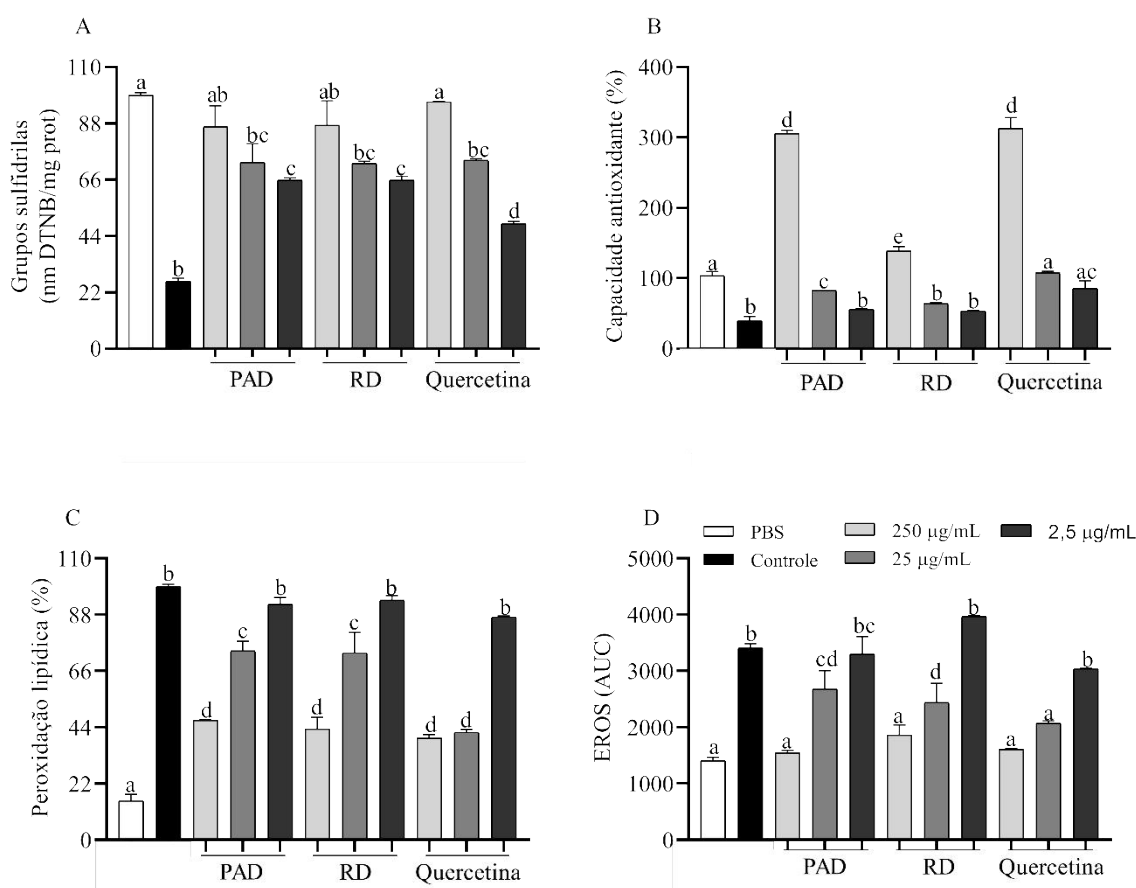 A
Grupos sulfidrilas
(nm DTNB/mg prot)
110
88
66
44
22
0
a
b
ab
bc
c
ab
bc
c
a
bc
d
PAD
RD
Quercetina
B
Capacidade antioxidante (%)
400
300
200
100
0
a
b
d
c
b
e
b
b
d
a
ac
PAD
RD
Quercetina
C
Peroxidação lipídica (%)
110
88
66
44
22
0
a
b
d
c
b
d
c
b
d
d
b
PAD
RD
Quercetina
D
PBS
Controle
250 µg/mL
25 µg/mL
2,5 µg/mL
EROS (AUC)
5000
4000
3000
2000
1000
0
a
b
a
cd
bc
a
d
b
a
a
b
PAD
RD
Quercetina